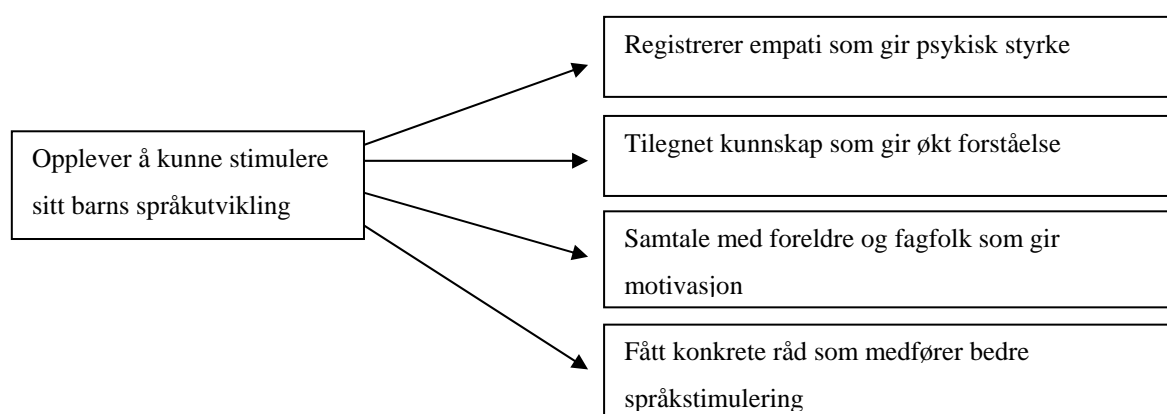 Registrerer empati som gir psykisk styrke
Opplever å kunne stimulere
sitt barns språkutvikling
Tilegnet kunnskap som gir økt forståelse
Samtale med foreldre og fagfolk som gir
motivasjon
Fått konkrete råd som medfører bedre
språkstimulering